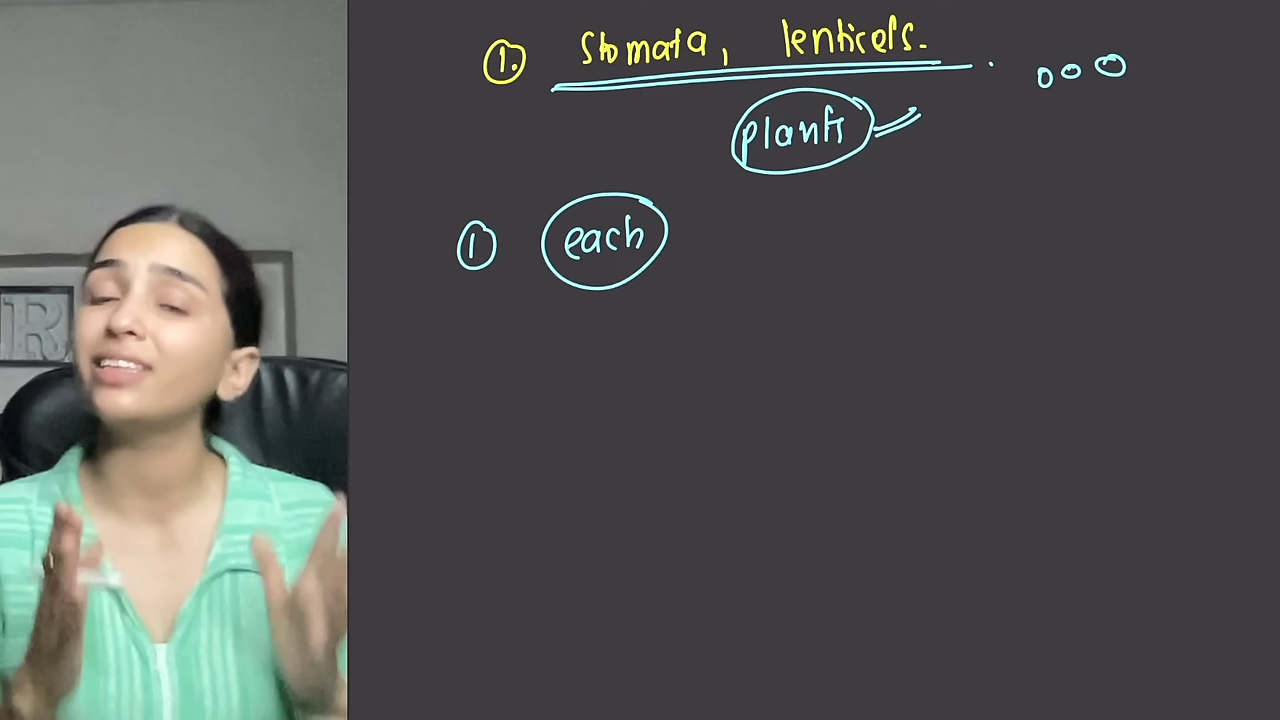 1. Stomata, lenticels.
plants
1 each
R